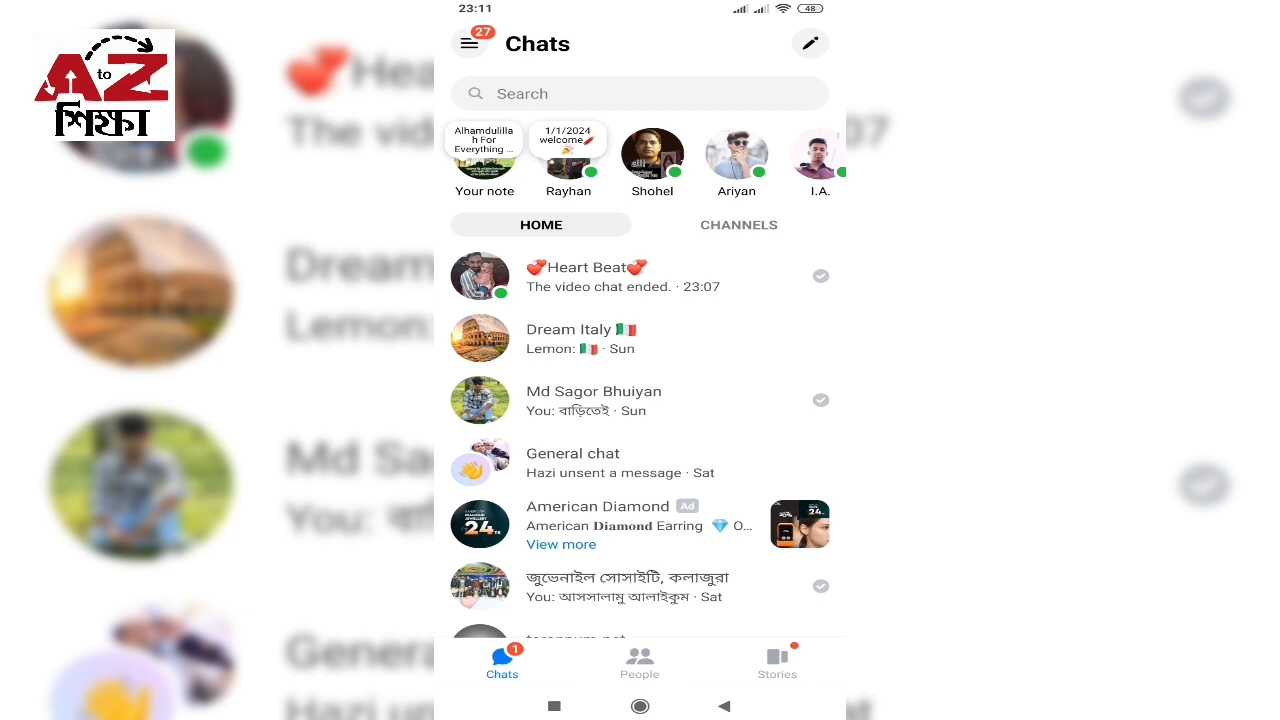 23:11
48
27
Chats
A to Z
শিক্ষা
Search
Alhamdulilla
h For
Everything ...
1/1/2024
welcome🧨
🎉
Your note
Rayhan
Shohel
Ariyan
I.A.
HOME
CHANNELS
💞Heart Beat💞
The video chat ended. · 23:07
Dream Italy 🇮🇹
Lemon: 🇮🇹 · Sun
Md Sagor Bhuiyan
You: বাড়িতেই · Sun
General chat
Hazi unsent a message · Sat
American Diamond Ad
American 𝐃𝐢𝐚𝐦𝐨𝐧𝐝 Earring 💎 O...
View more
24
জুভেনাইল সোসাইটি, কলাজুরা
You: আসসালামু আলাইকুম · Sat
1
Chats
People
Stories